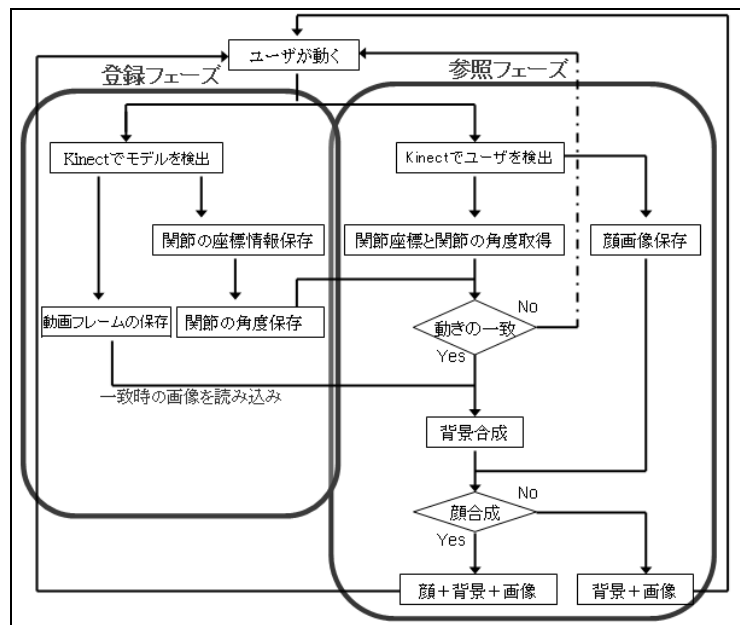 ユーザが動く
登録フェーズ
参照フェーズ
Kinectでモデルを検出
Kinectでユーザを検出
関節の座標情報保存
関節座標と関節の角度取得
顔画像保存
動画フレームの保存
関節の角度保存
動きの一致
No
Yes
一致時の画像を読み込み
背景合成
顔合成
No
Yes
顔+背景+画像
背景+画像